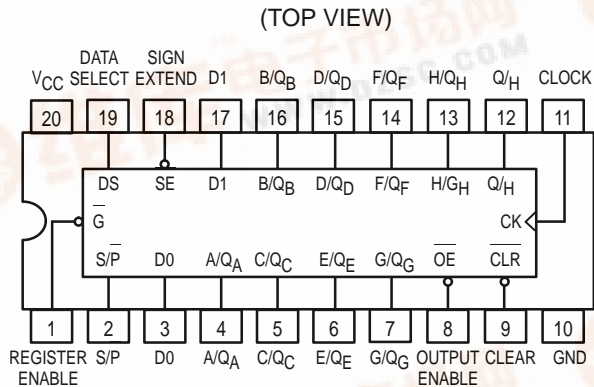 (TOP VIEW)
VCC DATA SELECT SIGN EXTEND D1 B/QB D/QD F/QF H/QH Q/H CLOCK
20 19 18 17 16 15 14 13 12 11
DS SE D1 B/QB D/QD F/QF H/GH Q/H
G CK
S/P D0 A/QA C/QC E/QE G/QG OE CLR
1 2 3 4 5 6 7 8 9 10
REGISTER ENABLE S/P D0 A/QA C/QC E/QE G/QG OUTPUT ENABLE CLEAR GND